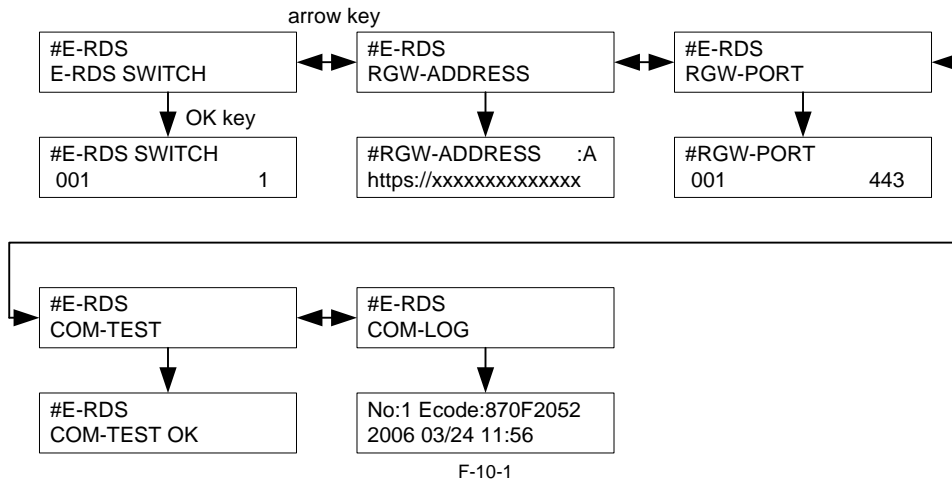 arrow key
#E-RDS
E-RDS SWITCH
#E-RDS
RGW-ADDRESS
#E-RDS
RGW-PORT
OK key
#E-RDS SWITCH
001 1
#RGW-ADDRESS :A
https://xxxxxxxxxxxxxx
#RGW-PORT
001 443
#E-RDS
COM-TEST
#E-RDS
COM-LOG
#E-RDS
COM-TEST OK
No:1 Ecode:870F2052
2006 03/24 11:56
F-10-1